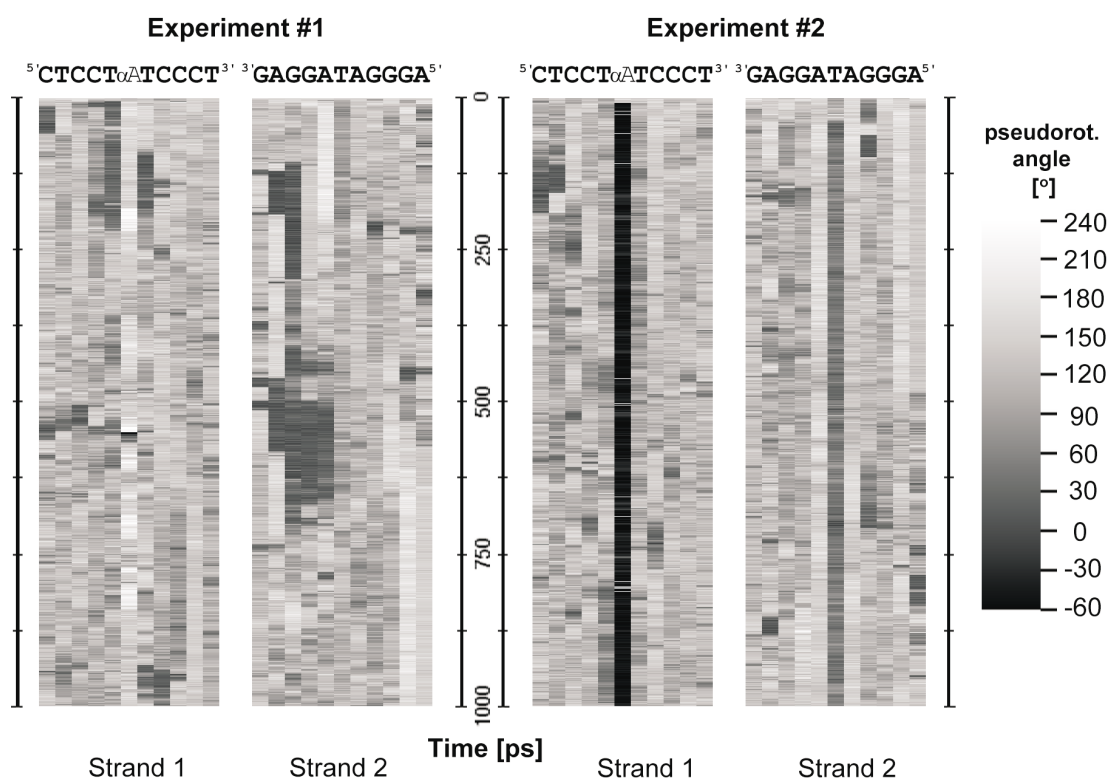 Experiment #1
Experiment #2
5'CTCCTαATCCCT3' 3'GAGGATAGGGA5'
5'CTCCTαATCCCT3' 3'GAGGATAGGGA5'
0
250
500
750
1000
pseudorot.
angle
[º]
240
210
180
150
120
90
60
30
0
-30
-60
Time [ps]
Strand 1
Strand 2
Strand 1
Strand 2